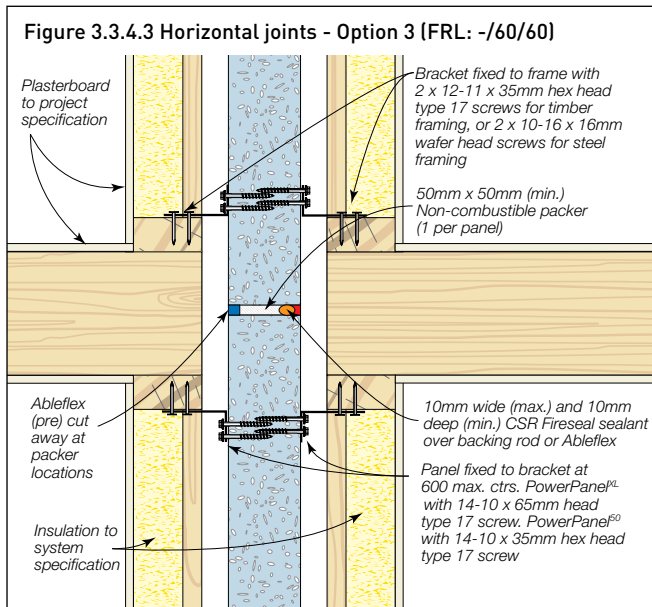 Figure 3.3.4.3 Horizontal joints - Option 3 (FRL: -/60/60)
Plasterboard
to project
specification
Bracket fixed to frame with
2 x 12-11 x 35mm hex head
type 17 screws for timber
framing, or 2 x 10-16 x 16mm
wafer head screws for steel
framing
50mm x 50mm (min.)
Non-combustible packer
(1 per panel)
Ableflex
(pre) cut
away at
packer
locations
10mm wide (max.) and 10mm
deep (min.) CSR Fireseal sealant
over backing rod or Ableflex
Panel fixed to bracket at
600 max. ctrs. PowerPanelXL
with 14-10 x 65mm head
type 17 screw. PowerPanel50
with 14-10 x 35mm hex head
type 17 screw
Insulation to
system
specification